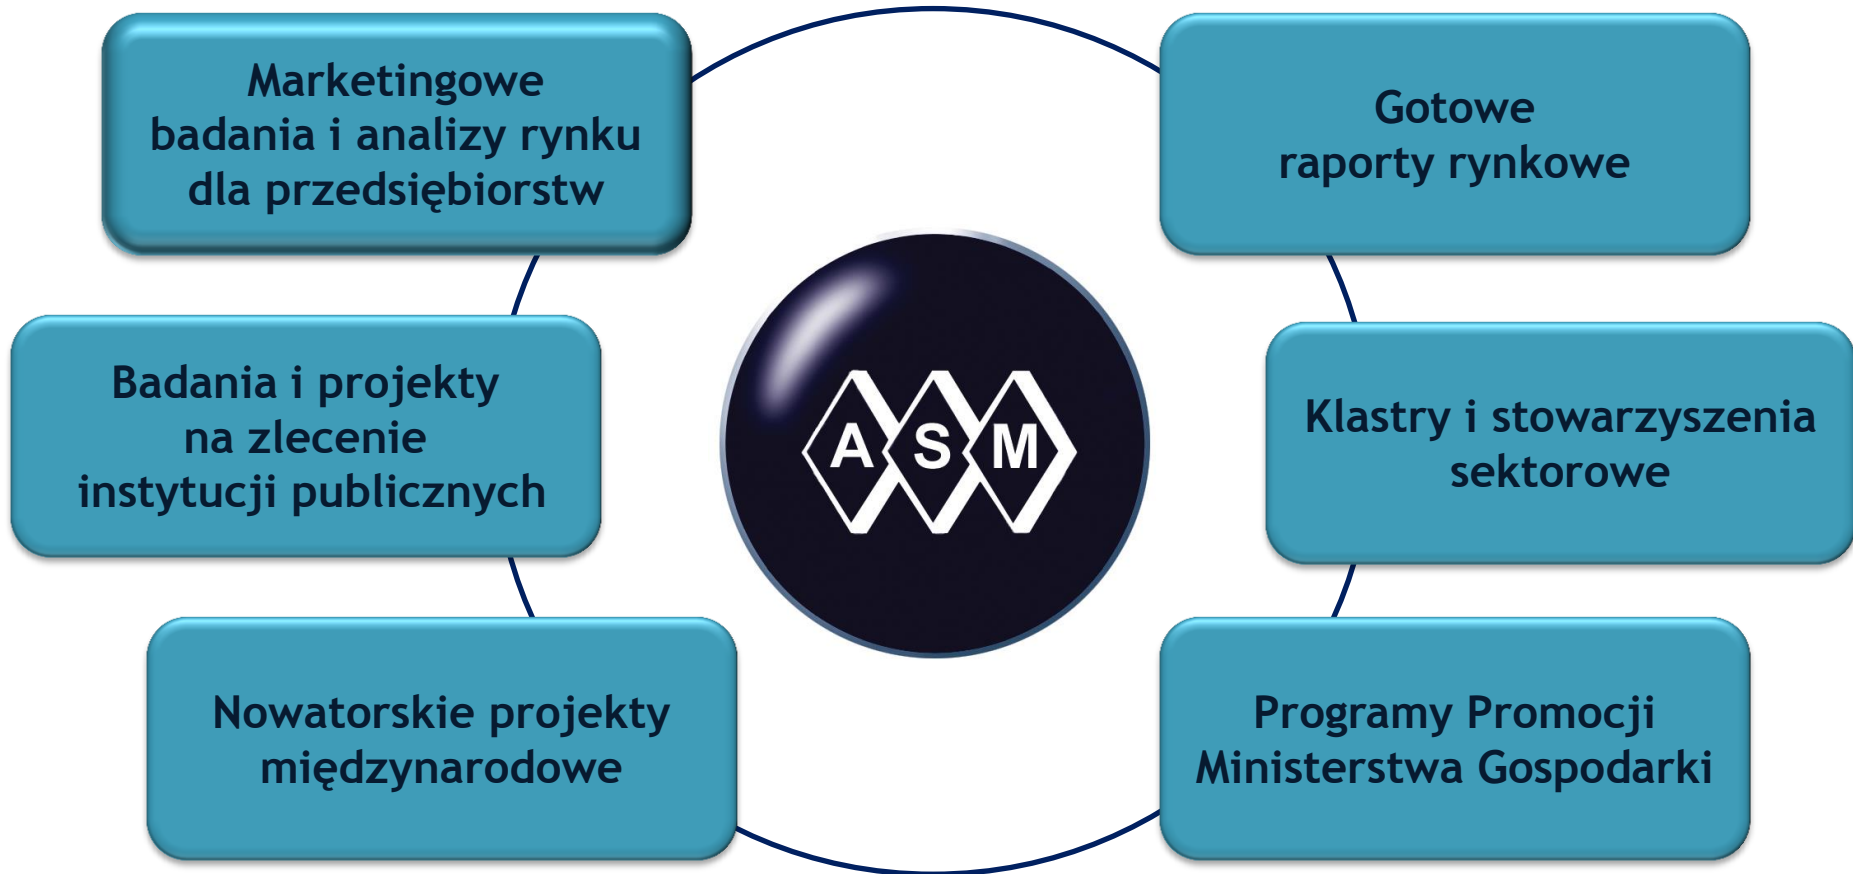 Marketingowe
badania i analizy rynku
dla przedsiębiorstw
Gotowe
raporty rynkowe
Badania i projekty
na zlecenie
instytucji publicznych
A S M
Klastry i stowarzyszenia
sektorowe
Nowatorskie projekty
międzynarodowe
Programy Promocji
Ministerstwa Gospodarki